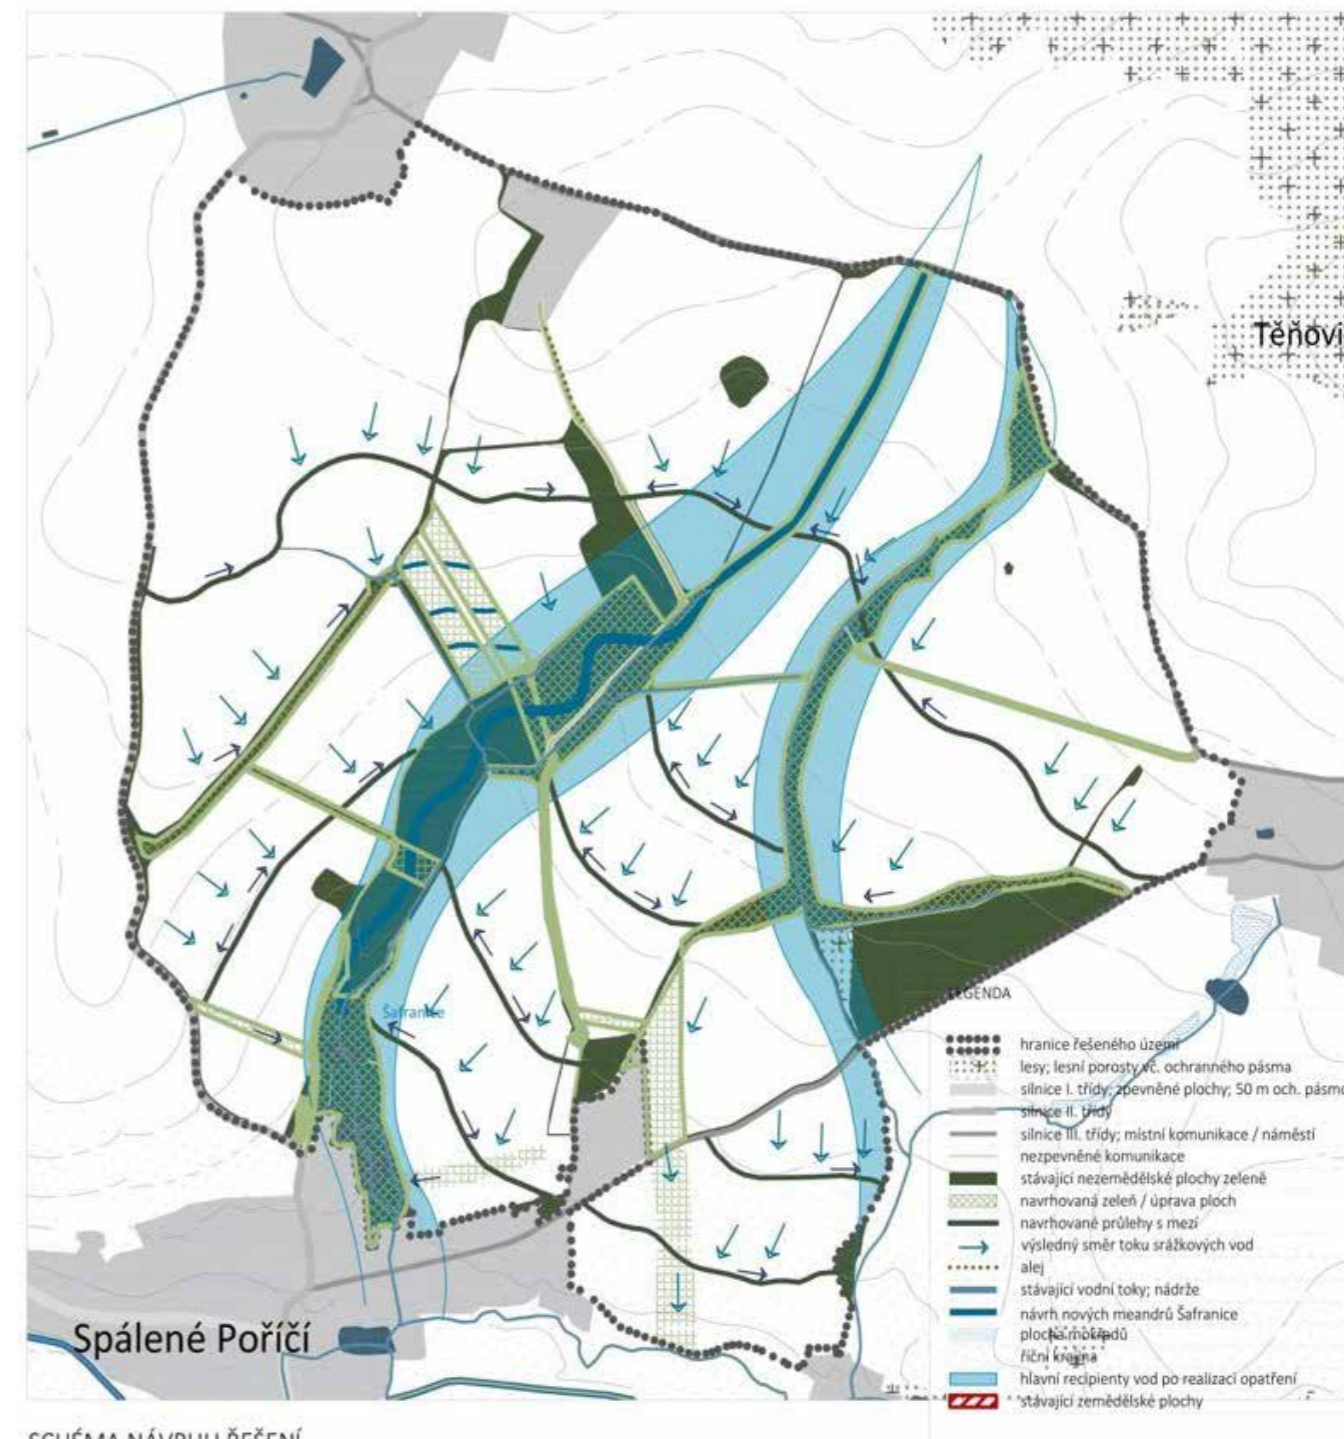 Těňovi
Šafranice
LEGENDA
hranice řešeného území
lesy; lesní porosty vč. ochranného pásma
silnice I. třídy; zpevněné plochy; 50 m och. pásmo
silnice II. třídy
silnice III. třídy; místní komunikace / náměstí
nezpevněné komunikace
stávající nezemědělské plochy zeleně
navrhovaná zeleň / úprava ploch
navrhované průlehy s mezí
výsledný směr toku srážkových vod
alej
stávající vodní toky; nádrže
návrh nových meandrů Šafranice
plocha mokřadů
říční krajina
hlavní recipienty vod po realizaci opatření
stávající zemědělské plochy
Spálené Poříčí
SCHÉMA NÁVRHU ŘEŠENÍ